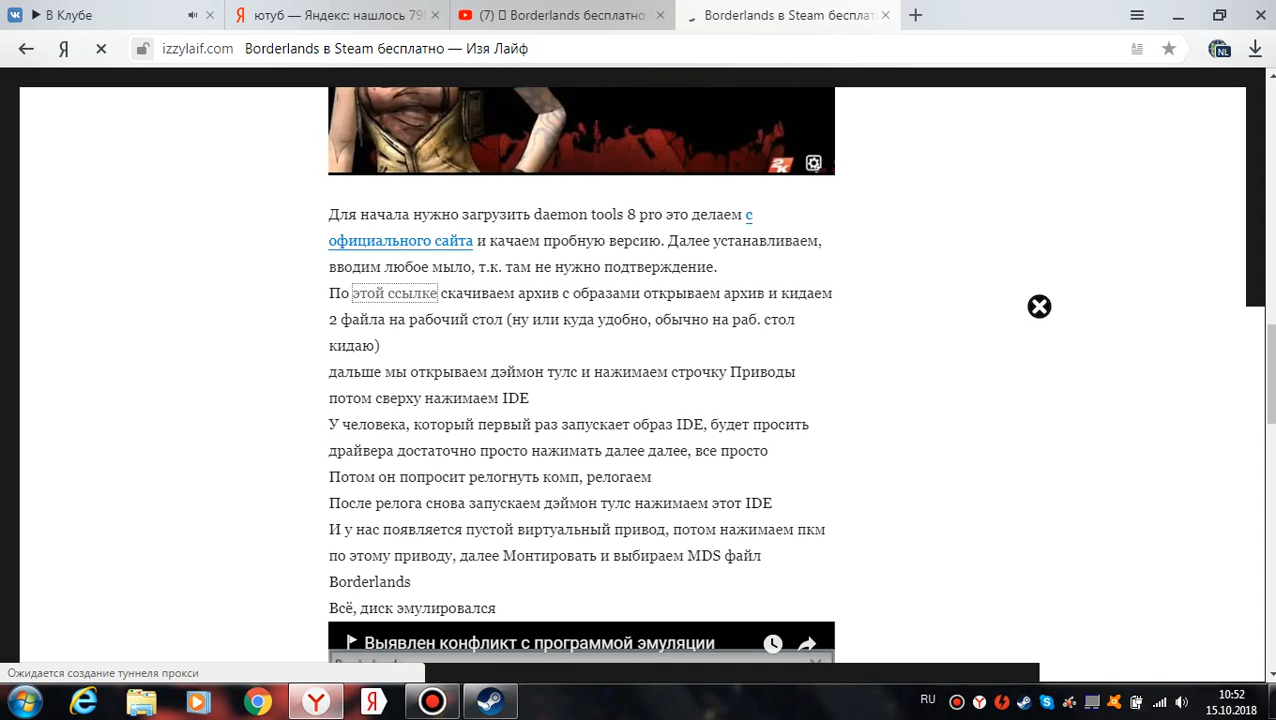 В Клубе
ютуб — Яндекс: нашлось 795
(7) Borderlands бесплатно
Borderlands в Steam бесплат
izzylaif.com Borderlands в Steam бесплатно — Изя Лайф
NL
2K
Для начала нужно загрузить daemon tools 8 pro это делаем с
официального сайта и качаем пробную версию. Далее устанавливаем,
вводим любое мыло, т.к. там не нужно подтверждение.
По этой ссылке скачиваем архив с образами открываем архив и кидаем
2 файла на рабочий стол (ну или куда удобно, обычно на раб. стол
кидаю)
дальше мы открываем дэймон тулс и нажимаем строчку Приводы
потом сверху нажимаем IDE
У человека, который первый раз запускает образ IDE, будет просить
драйвера достаточно просто нажимать далее далее, все просто
Потом он попросит релогнуть комп, релогаем
После релога снова запускаем дэймон тулс нажимаем этот IDE
И у нас появляется пустой виртуальный привод, потом нажимаем пкм
по этому приводу, далее Монтировать и выбираем MDS файл
Borderlands
Всё, диск эмулировался
Выявлен конфликт с программой эмуляции
Ожидается создание туннеля прокси
RU
10:52
15.10.2018